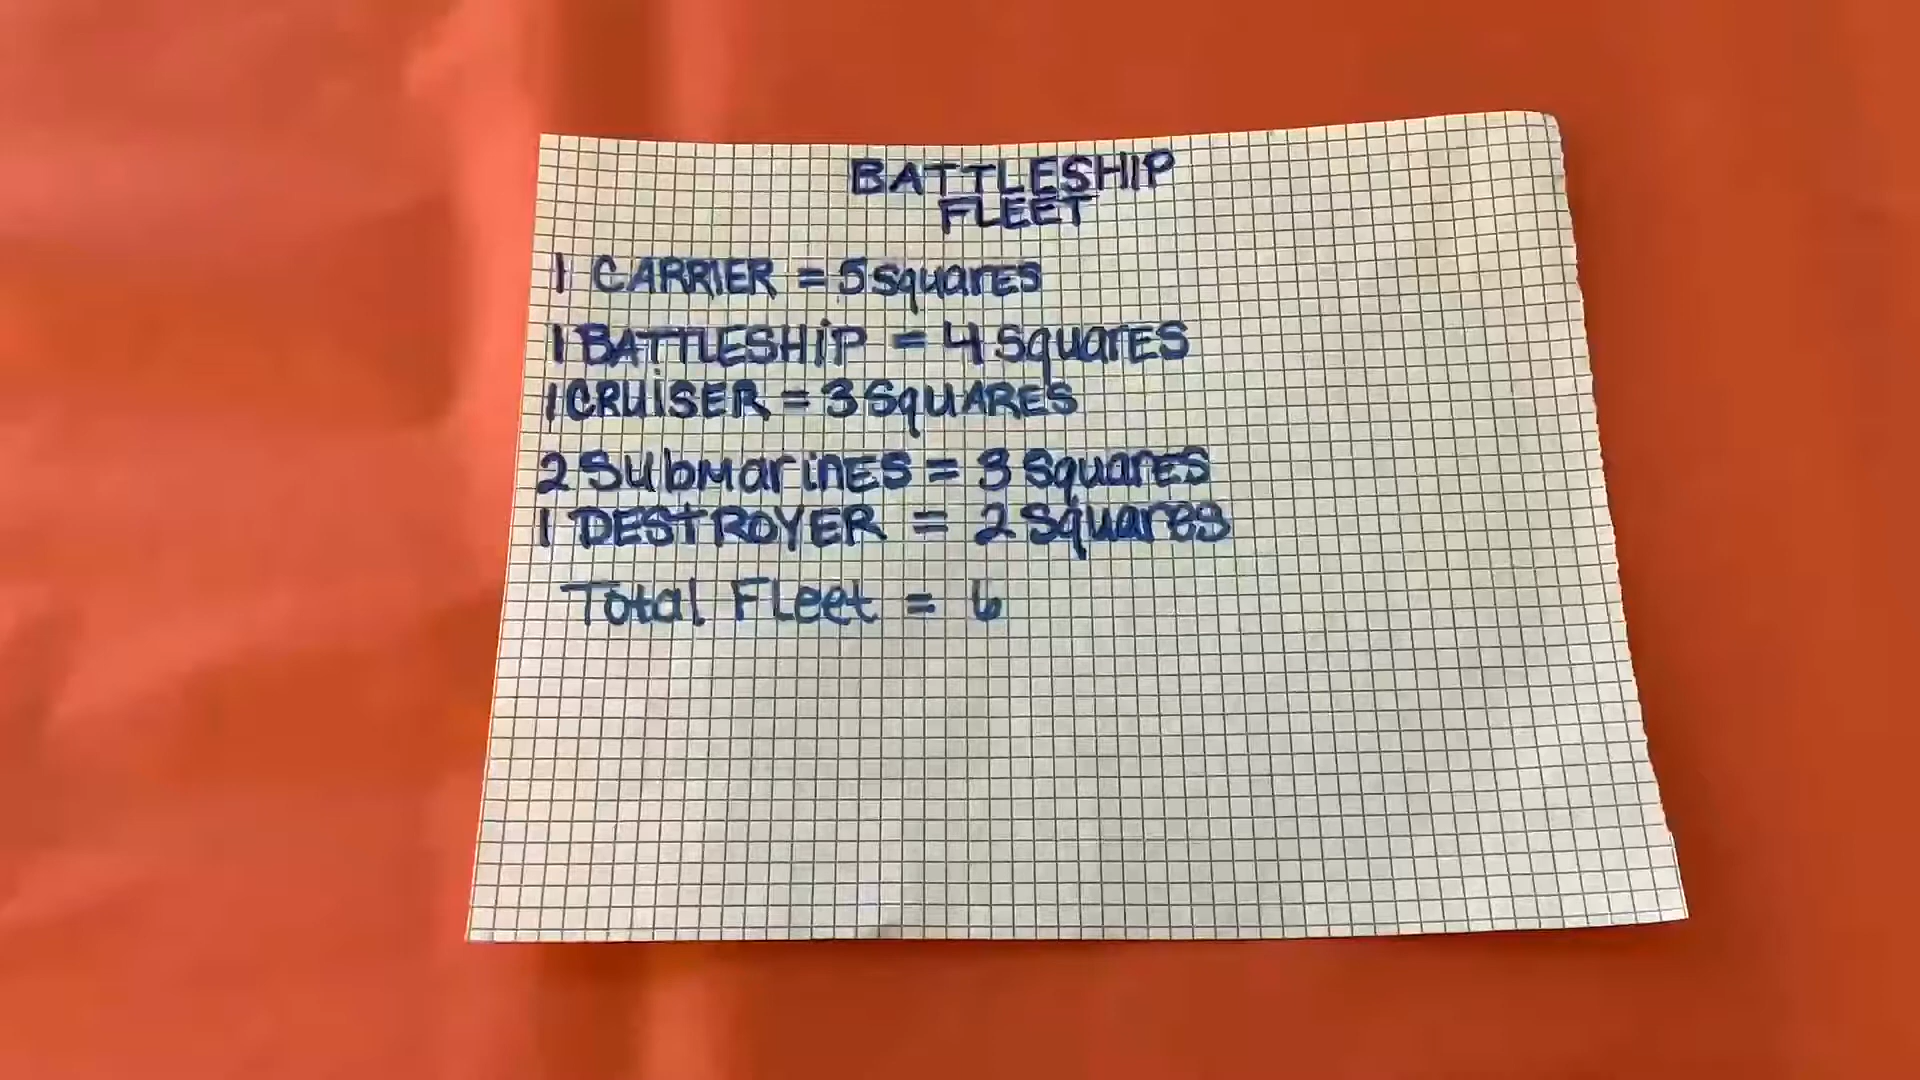 BATTLESHIP
FLEET
1 CARRIER = 5 squarES
1 BATTLESHiP = 4 SquarES
1 CRUiSER = 3 SquARES
2 SubmarinES = 3 SquarES
1 DESTROYER = 2 Squares
Total FLeet = 6